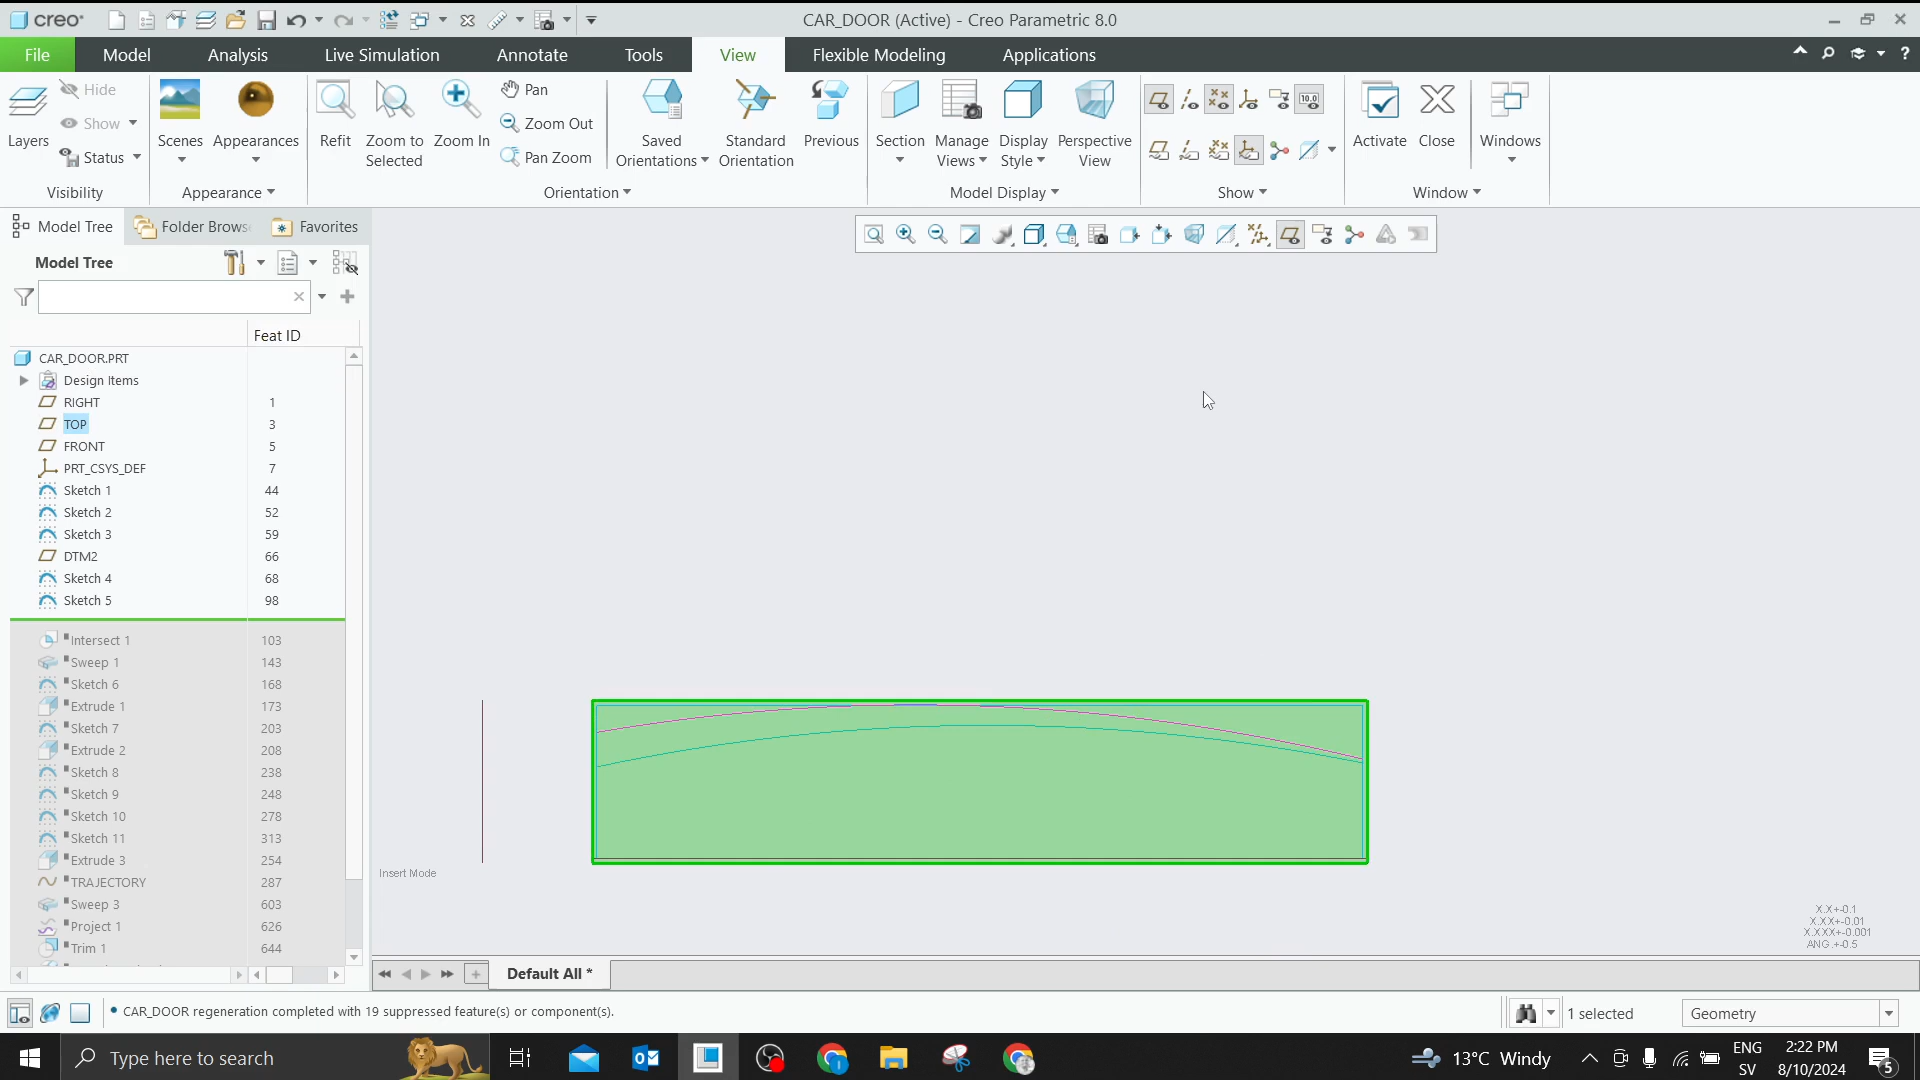 creo
CAR_DOOR (Active) - Creo Parametric 8.0
File Model Analysis Live Simulation Annotate Tools View Flexible Modeling Applications
Layers
Hide
Show
Status
Visibility
Scenes
Appearances
Appearance
Refit
Zoom to
Selected
Zoom In
Pan
Zoom Out
Pan Zoom
Saved
Orientations
Standard
Orientation
Previous
Orientation
Section
Manage
Views
Display
Style
Perspective
View
Model Display
10.0
Show
Activate
Close
Windows
Window
Model Tree Folder Brows Favorites
Model Tree
Feat ID
CAR_DOOR.PRT
Design Items
RIGHT 1
TOP 3
FRONT 5
PRT_CSYS_DEF 7
Sketch 1 44
Sketch 2 52
Sketch 3 59
DTM2 66
Sketch 4 68
Sketch 5 98
Intersect 1 103
Sweep 1 143
Sketch 6 168
Extrude 1 173
Sketch 7 203
Extrude 2 208
Sketch 8 238
Sketch 9 248
Sketch 10 278
Sketch 11 313
Extrude 3 254
TRAJECTORY 287
Sweep 3 603
Project 1 626
Trim 1 644
Insert Mode
X.X+-0.1
X.XX+-0.01
X.XXX+-0.001
ANG.+-0.5
Default All *
• CAR_DOOR regeneration completed with 19 suppressed feature(s) or component(s).
1 selected
Geometry
Type here to search
13°C Windy
ENG
SV
2:22 PM
8/10/2024
5